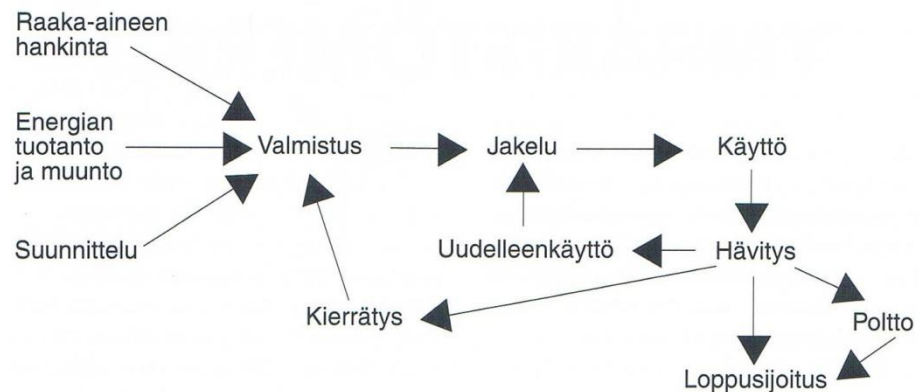 Raaka-aineen
hankinta
Energian
tuotanto
ja muunto
Valmistus
Jakelu
Käyttö
Suunnittelu
Uudelleenkäyttö
Hävitys
Kierrätys
Poltto
Loppusijoitus